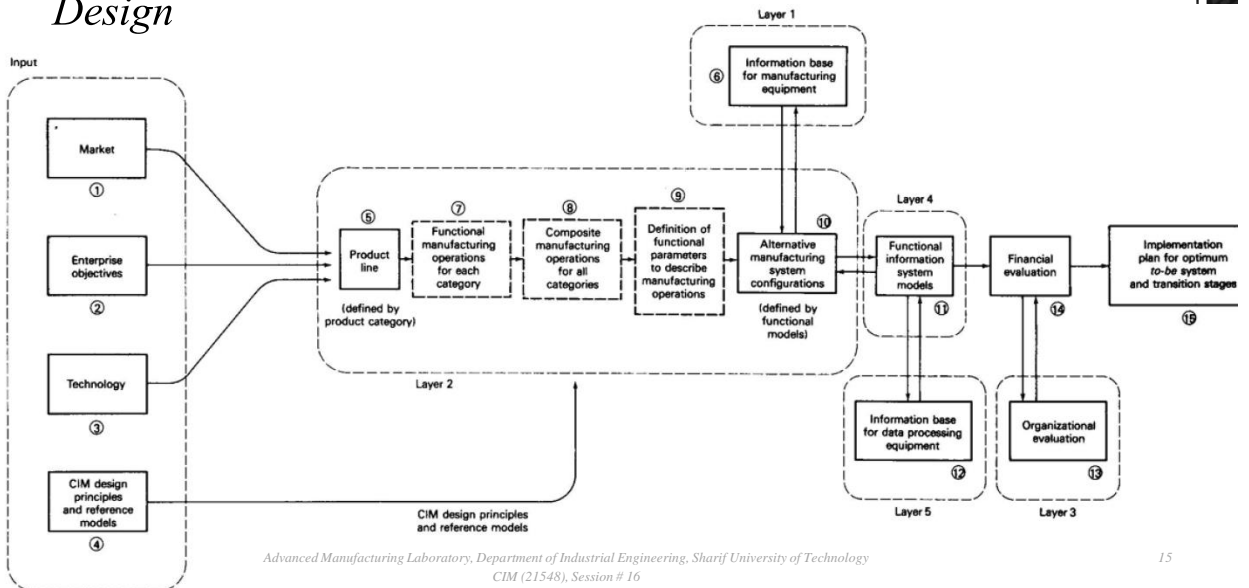 Design
Input
Market
①
Enterprise
objectives
②
Technology
③
CIM design
principles
and reference
models
④
CIM design principles
and reference models
Layer 1
⑥
Information base
for manufacturing
equipment
Layer 2
⑤
Product
line
(defined by
product category)
⑦
Functional
manufacturing
operations
for each
category
⑧
Composite
manufacturing
operations
for all
categories
⑨
Definition of
functional
parameters
to describe
manufacturing
operations
⑩
Alternative
manufacturing
system
configurations
(defined by
functional
models)
Layer 4
Functional
information
system
models
⑪
Information base
for data processing
equipment
⑫
Layer 5
Financial
evaluation
⑭
Organizational
evaluation
⑬
Layer 3
Implementation
plan for optimum
to-be system
and transition stages
⑮
Advanced Manufacturing Laboratory, Department of Industrial Engineering, Sharif University of Technology
CIM (21548), Session # 16
15